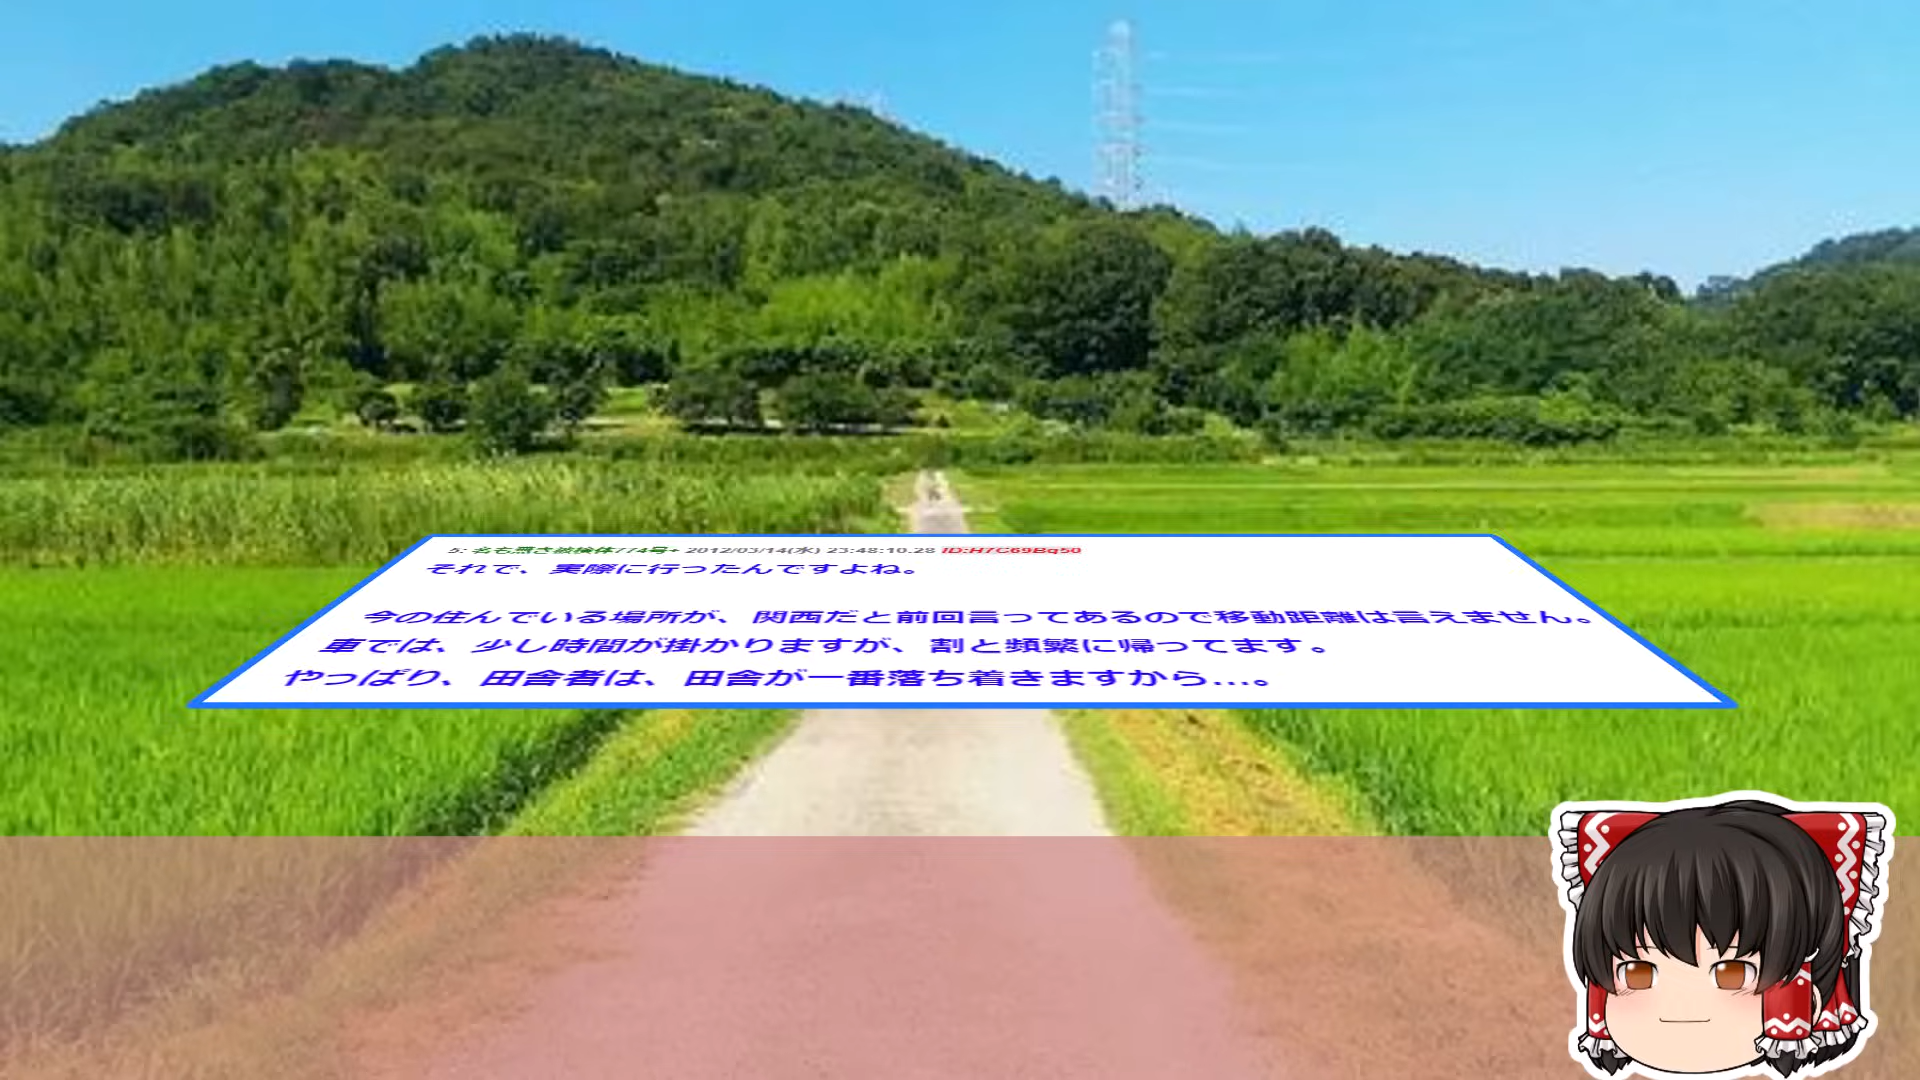 5: 名も無き被検体774号+ 2012/03/14(水) 23:48:10.28 ID:H7C69Bq50
それで、実際に行ったんですよね。
今の住んでいる場所が、関西だと前回言ってあるので移動距離は言えません。
車では、少し時間が掛かりますが、割と頻繁に帰ってます。
やっぱり、田舎者は、田舎が一番落ち着きますから…。